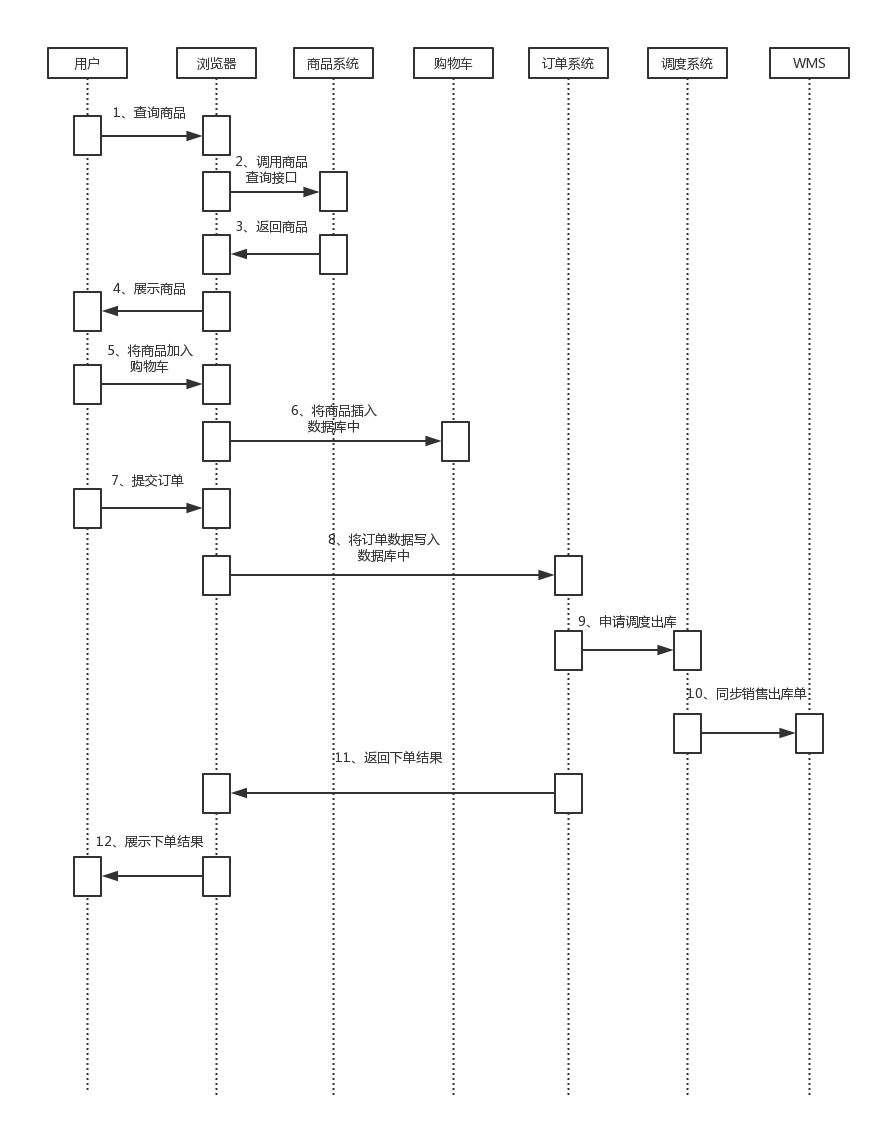 用户
浏览器
商品系统
购物车
订单系统
调度系统
WMS
1、查询商品
2、调用商品
查询接口
3、返回商品
4、展示商品
5、将商品加入
购物车
6、将商品插入
数据库中
7、提交订单
8、将订单数据写入
数据库中
9、申请调度出库
10、同步销售出库单
11、返回下单结果
12、展示下单结果